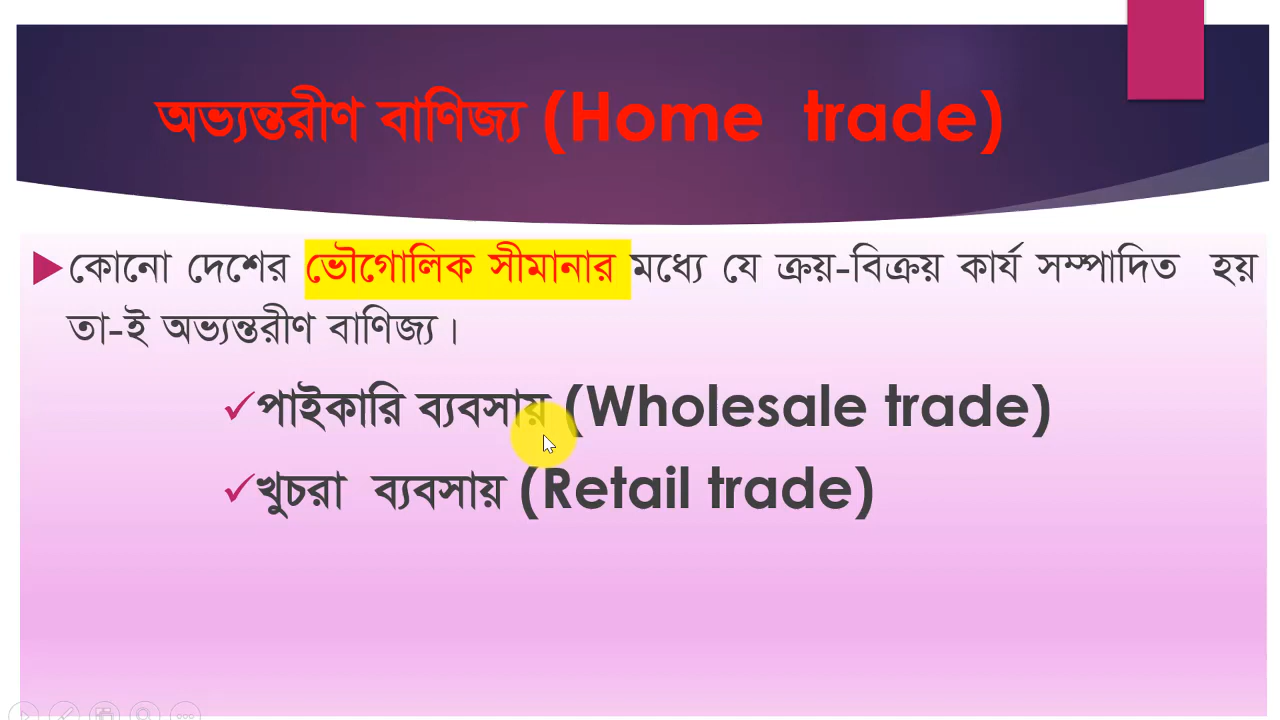 অভ্যন্তরীণ বাণিজ্য (Home trade)
কোনো দেশের ভৌগোলিক সীমানার মধ্যে যে ক্রয়-বিক্রয় কার্য সম্পাদিত হয়
তা-ই অভ্যন্তরীণ বাণিজ্য।
পাইকারি ব্যবসায় (Wholesale trade)
খুচরা ব্যবসায় (Retail trade)